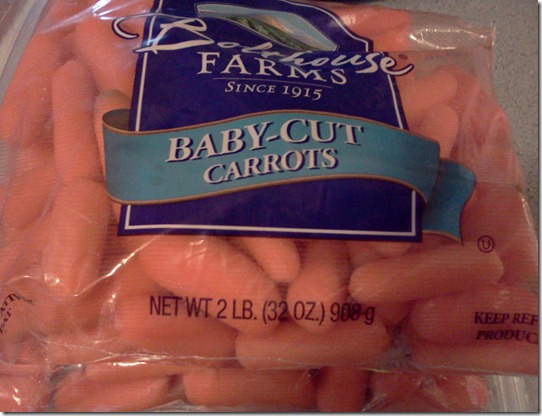 Bolthouse®
FARMS
SINCE 1915
BABY-CUT
CARROTS
U
NET WT 2 LB. (32 OZ.) 908 g
KEEP REF
PRODUC